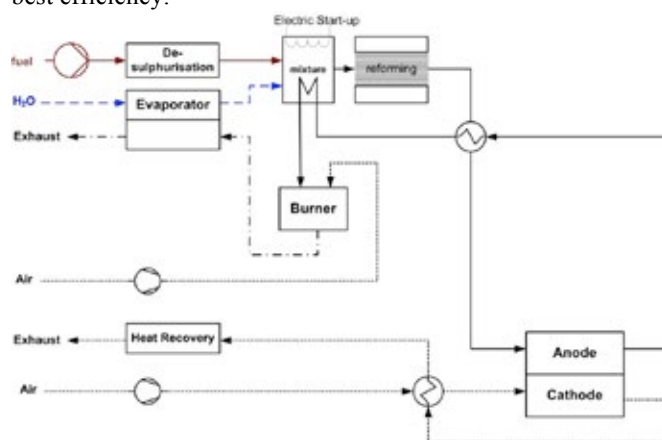 best efficiency.
Electric Start-up
fuel
De-
sulphurisation
mixture
reforming
H₂O
Evaporator
Exhaust
Burner
Air
Exhaust
Heat Recovery
Anode
Air
Cathode